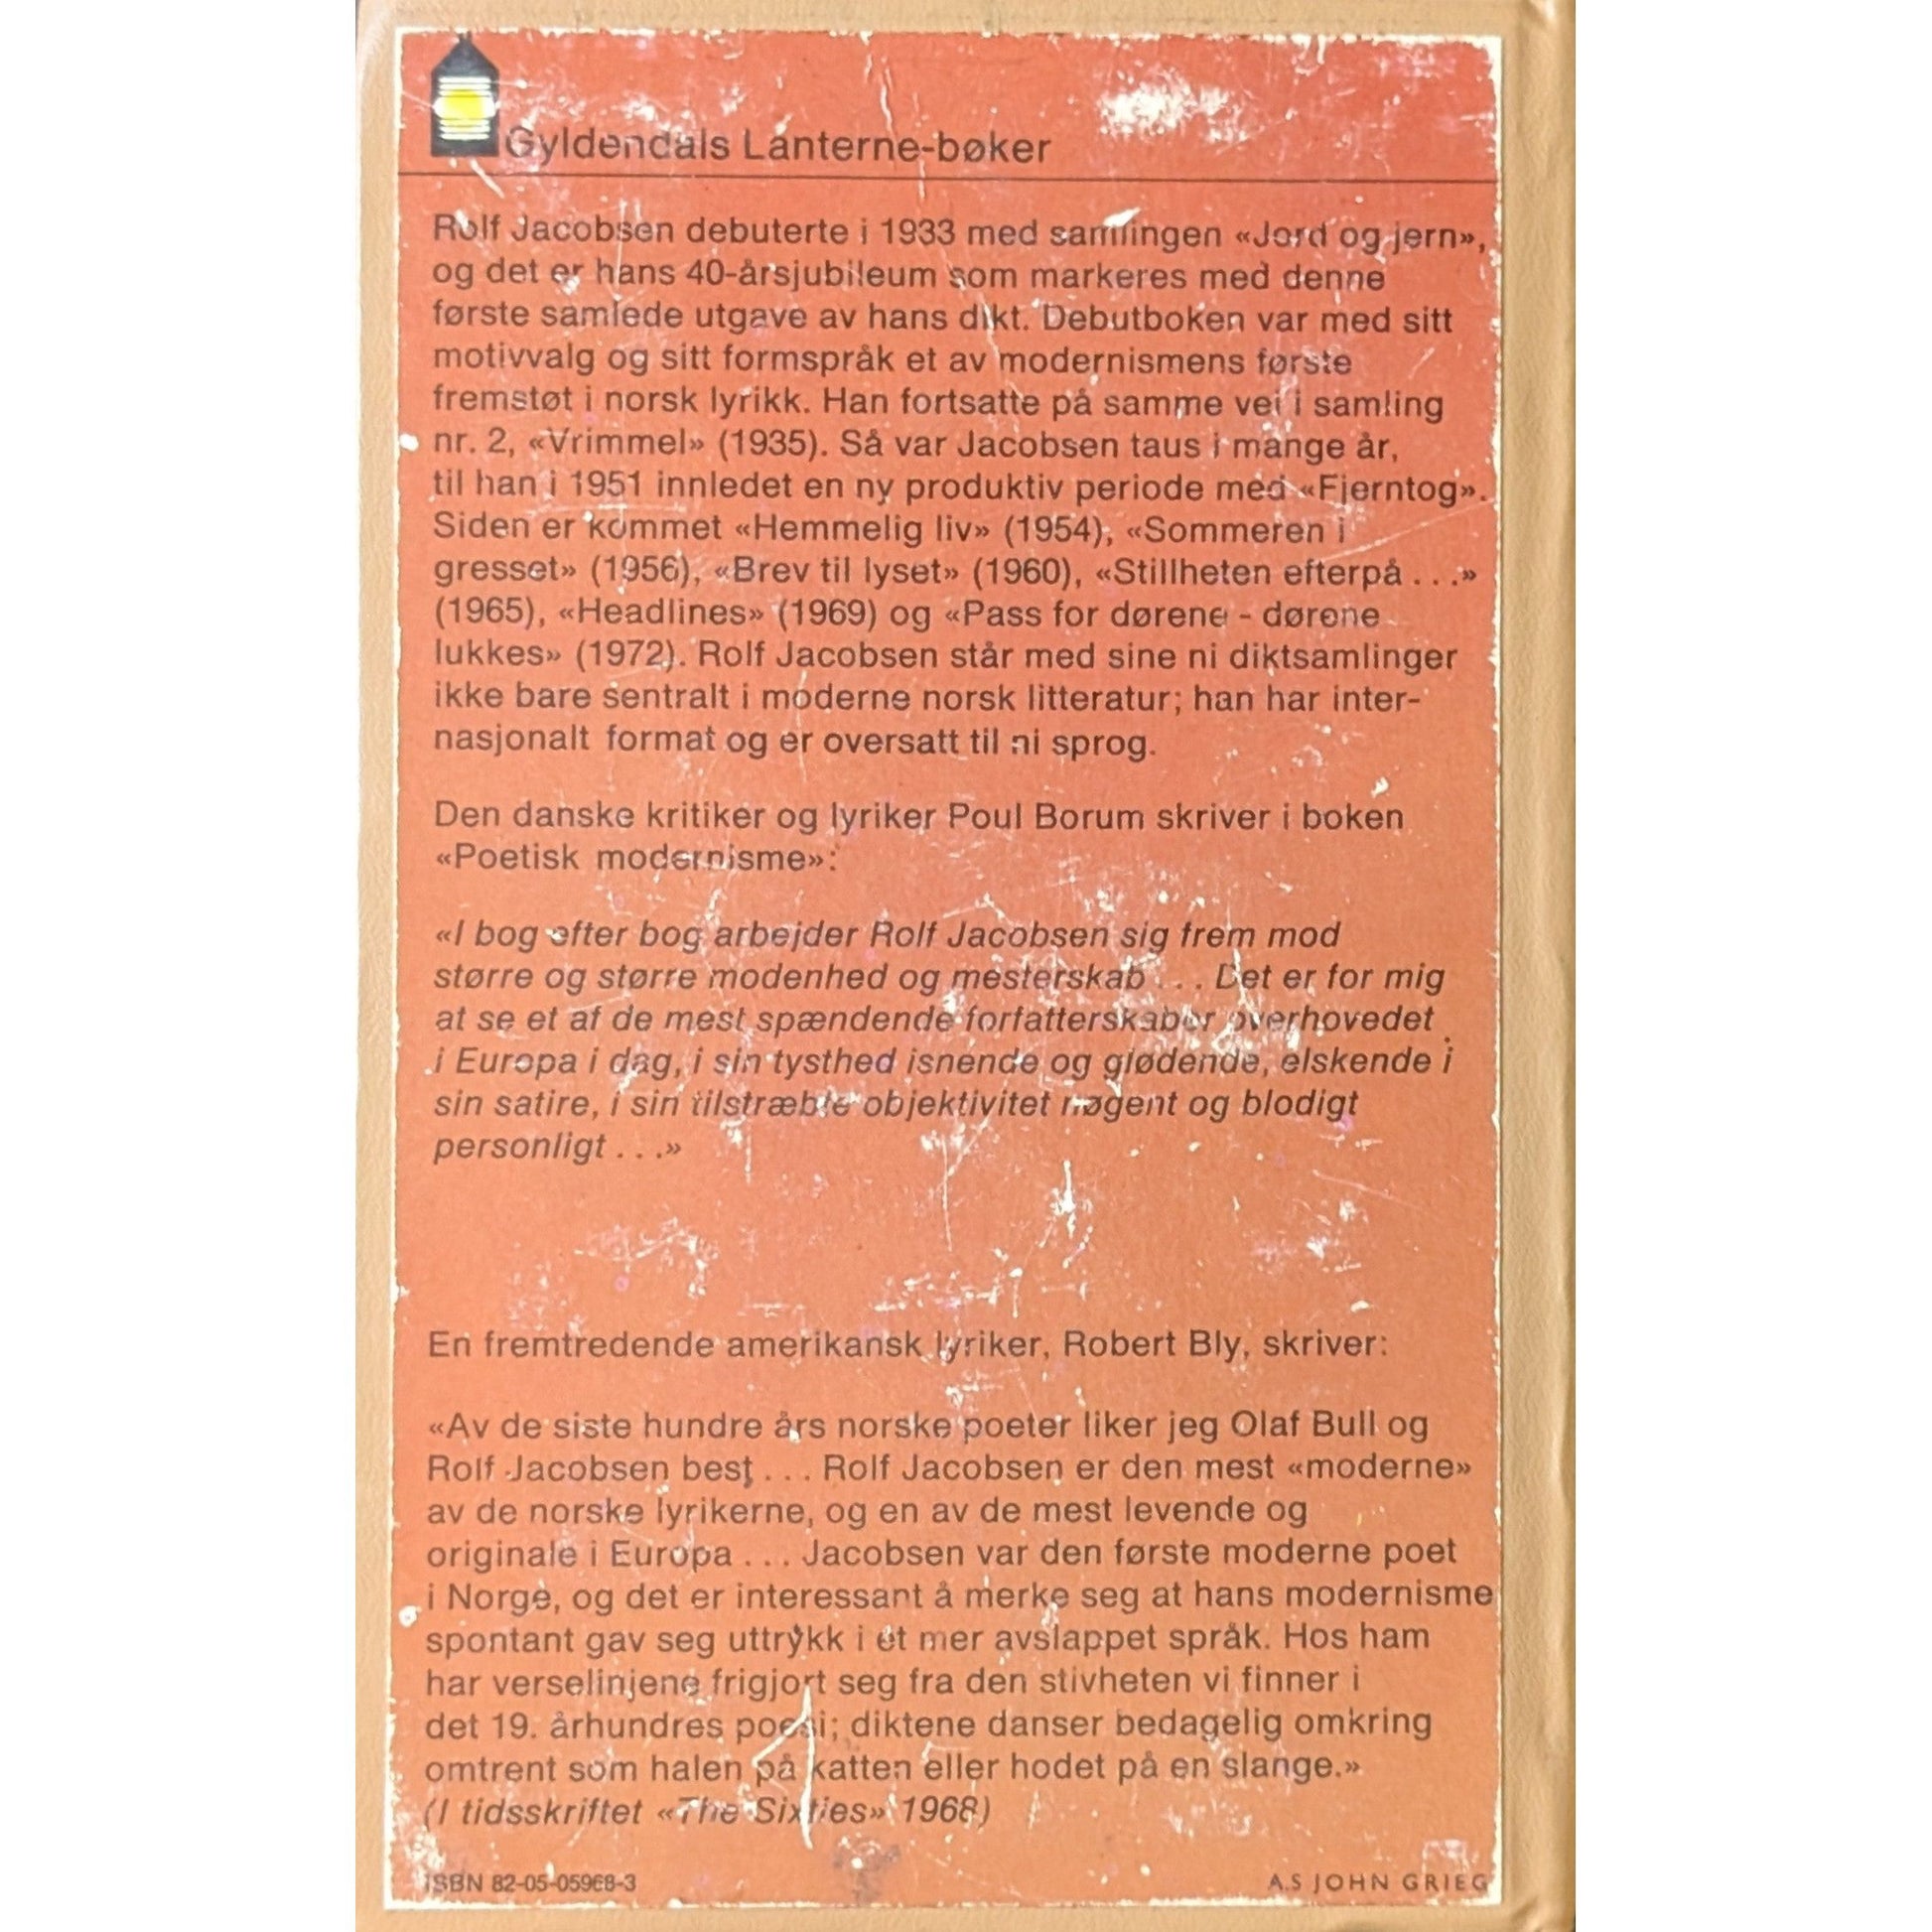 Gyldendals Lanterne-bøker
Rolf Jacobsen debuterte i 1933 med samlingen «Jord og jern»,
og det er hans 40-årsjubileum som markeres med denne
første samlede utgave av hans dikt. Debutboken var med sitt
motivvalg og sitt formspråk et av modernismens første
fremstøt i norsk lyrikk. Han fortsatte på samme vei i samling
nr. 2, «Vrimmel» (1935). Så var Jacobsen taus i mange år,
til han i 1951 innledet en ny produktiv periode med «Fjerntog».
Siden er kommet «Hemmelig liv» (1954), «Sommeren i
gresset» (1956), «Brev til lyset» (1960), «Stillheten efterpå . . .»
(1965), «Headlines» (1969) og «Pass for dørene - dørene
lukkes» (1972). Rolf Jacobsen står med sine ni diktsamlinger
ikke bare sentralt i moderne norsk litteratur; han har inter-
nasjonalt format og er oversatt til ni sprog.
Den danske kritiker og lyriker Poul Borum skriver i boken
«Poetisk modernisme»:
«I bog efter bog arbejder Rolf Jacobsen sig frem mod
større og større modenhed og mesterskab . . . Det er for mig
at se et af de mest spændende forfatterskaber overhovedet
i Europa i dag, i sin tysthed isnende og glødende, elskende i
sin satire, i sin tilstræbte objektivitet nøgent og blodigt
personligt . . .»
En fremtredende amerikansk lyriker, Robert Bly, skriver:
«Av de siste hundre års norske poeter liker jeg Olaf Bull og
Rolf Jacobsen best . . . Rolf Jacobsen er den mest «moderne»
av de norske lyrikerne, og en av de mest levende og
originale i Europa . . . Jacobsen var den første moderne poet
i Norge, og det er interessant å merke seg at hans modernisme
spontant gav seg uttrykk i et mer avslappet språk. Hos ham
har verselinjene frigjort seg fra den stivheten vi finner i
det 19. århundres poesi; diktene danser bedagelig omkring
omtrent som halen på katten eller hodet på en slange.»
(I tidsskriftet «The Sixties» 1968)
ISBN 82-05-05968-3
A.S JOHN GRIEG